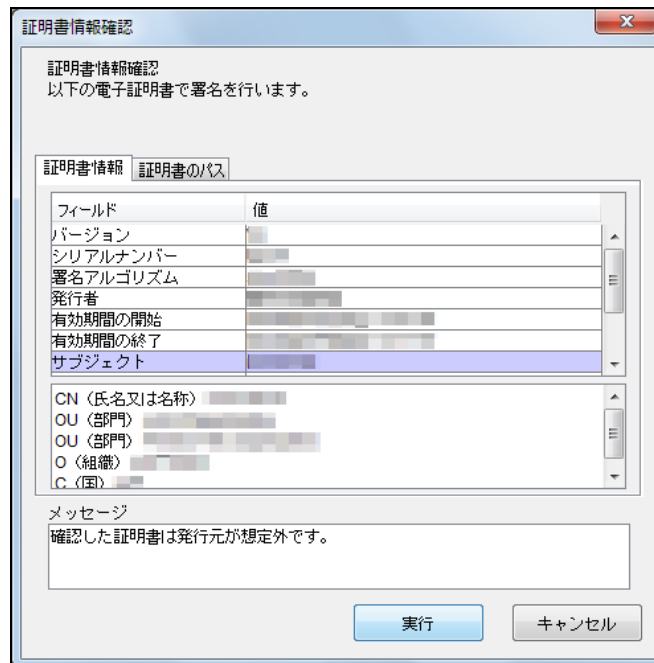 証明書情報確認
証明書情報確認
以下の電子証明書で署名を行います。
証明書情報 証明書のパス
フィールド 値
バージョン
シリアルナンバー
署名アルゴリズム
発行者
有効期間の開始
有効期間の終了
サブジェクト
CN（氏名又は名称）
OU（部門）
OU（部門）
O（組織）
C（国）
メッセージ
確認した証明書は発行元が想定外です。
実行 キャンセル